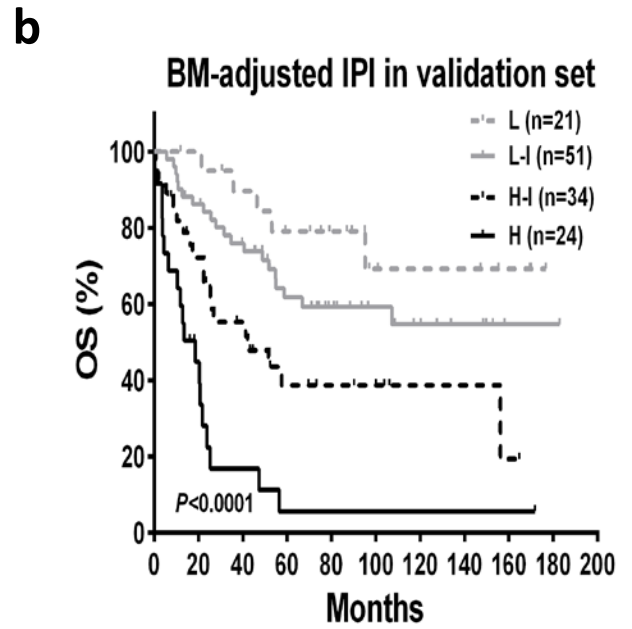 b
BM-adjusted IPI in validation set
L (n=21)
L-I (n=51)
H-I (n=34)
H (n=24)
OS (%)
100
80
60
40
20
0
P<0.0001
0 20 40 60 80 100 120 140 160 180 200
Months